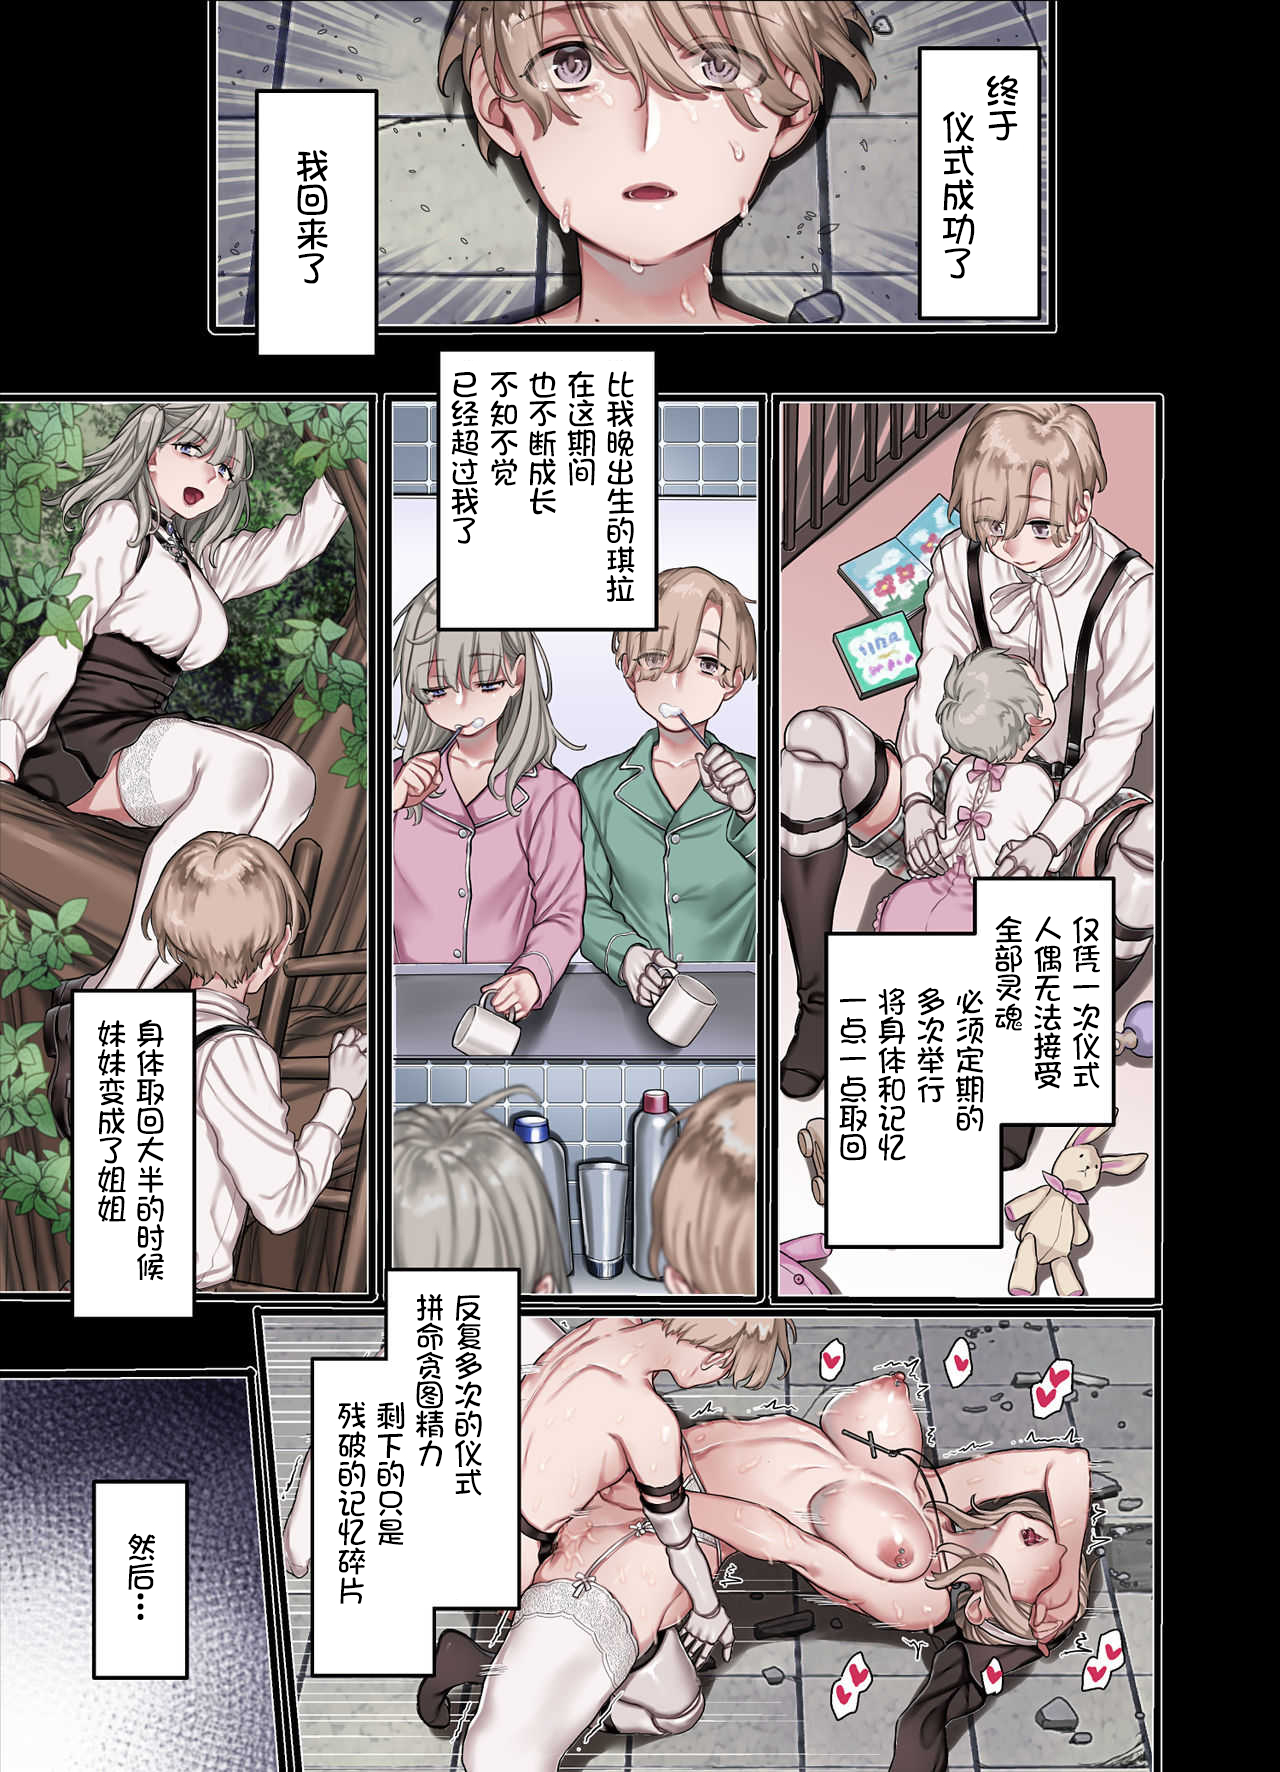 终于
仪式成功了
我回来了
仅凭一次仪式
人偶无法接受
全部灵魂
必须定期的
多次举行
将身体和记忆
一点一点取回
比我晚出生的琪拉
在这期间
也不断成长
不知不觉
已经超过我了
身体取回大半的时候
妹妹变成了姐姐
反复多次的仪式
拼命贪图精力
剩下的只是
残破的记忆碎片
然后…